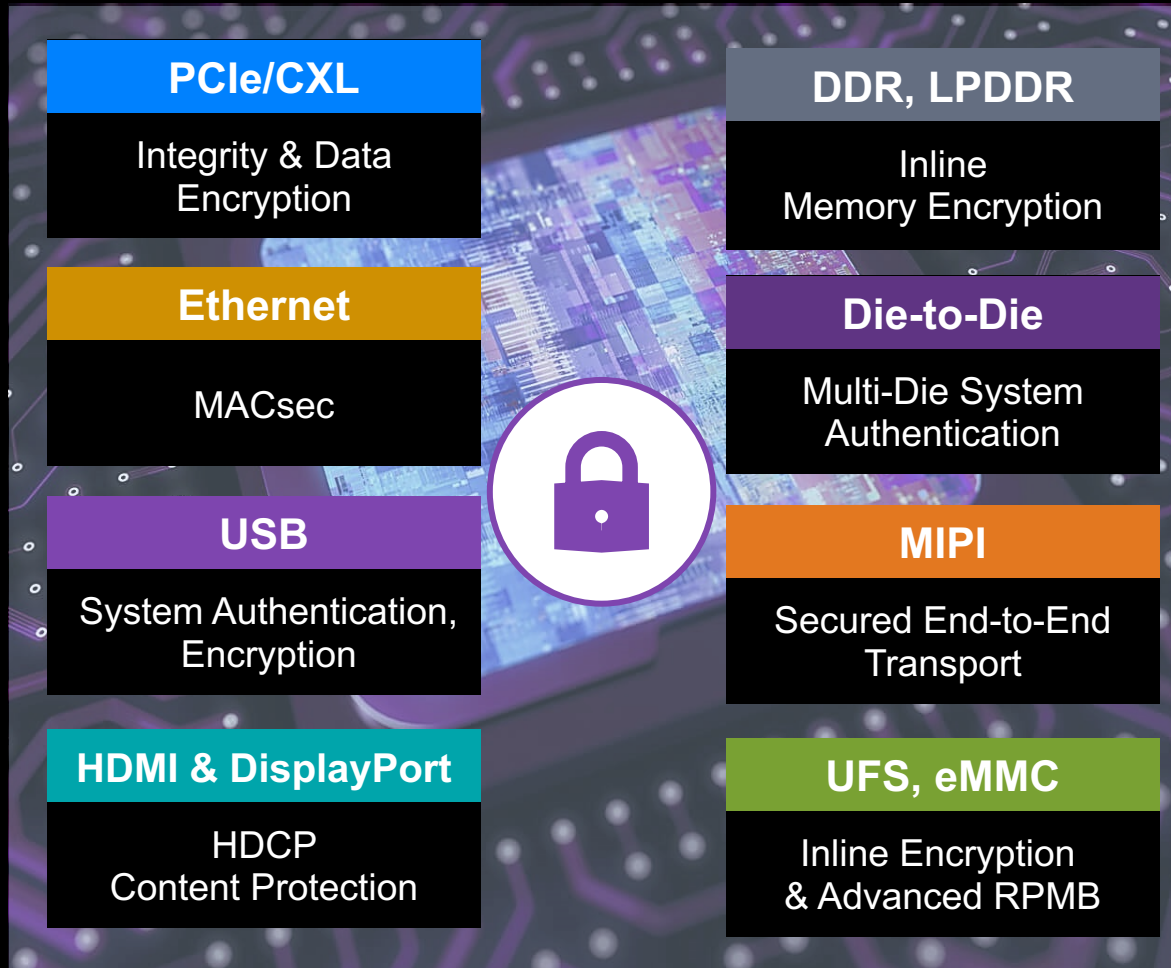 PCIe/CXL
Integrity & Data
Encryption
Ethernet
MACsec
USB
System Authentication,
Encryption
HDMI & DisplayPort
HDCP
Content Protection
DDR, LPDDR
Inline
Memory Encryption
Die-to-Die
Multi-Die System
Authentication
MIPI
Secured End-to-End
Transport
UFS, eMMC
Inline Encryption
& Advanced RPMB